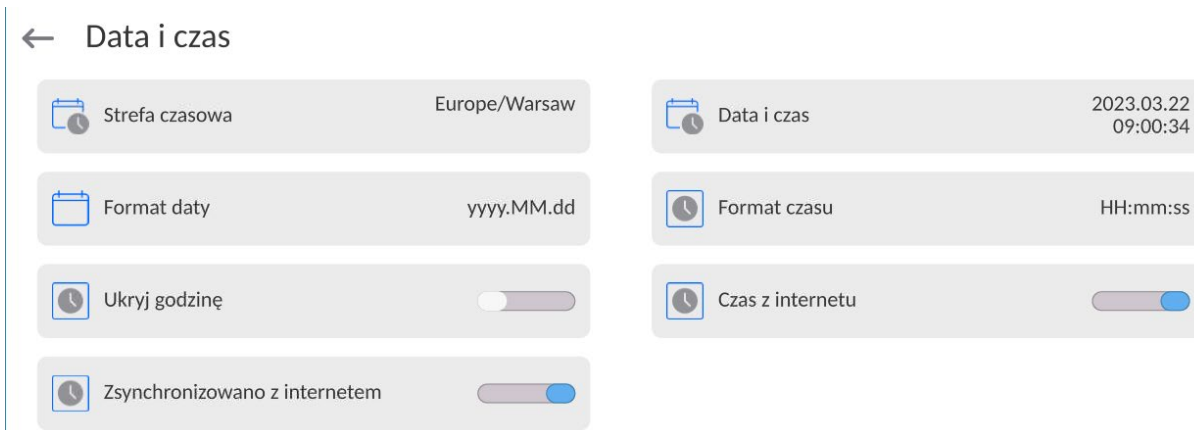 Data i czas
Strefa czasowa
Europe/Warsaw
Data i czas
2023.03.22
09:00:34
Format daty
yyyy.MM.dd
Format czasu
HH:mm:ss
Ukryj godzinę
Czas z internetu
Zsynchronizowano z internetem